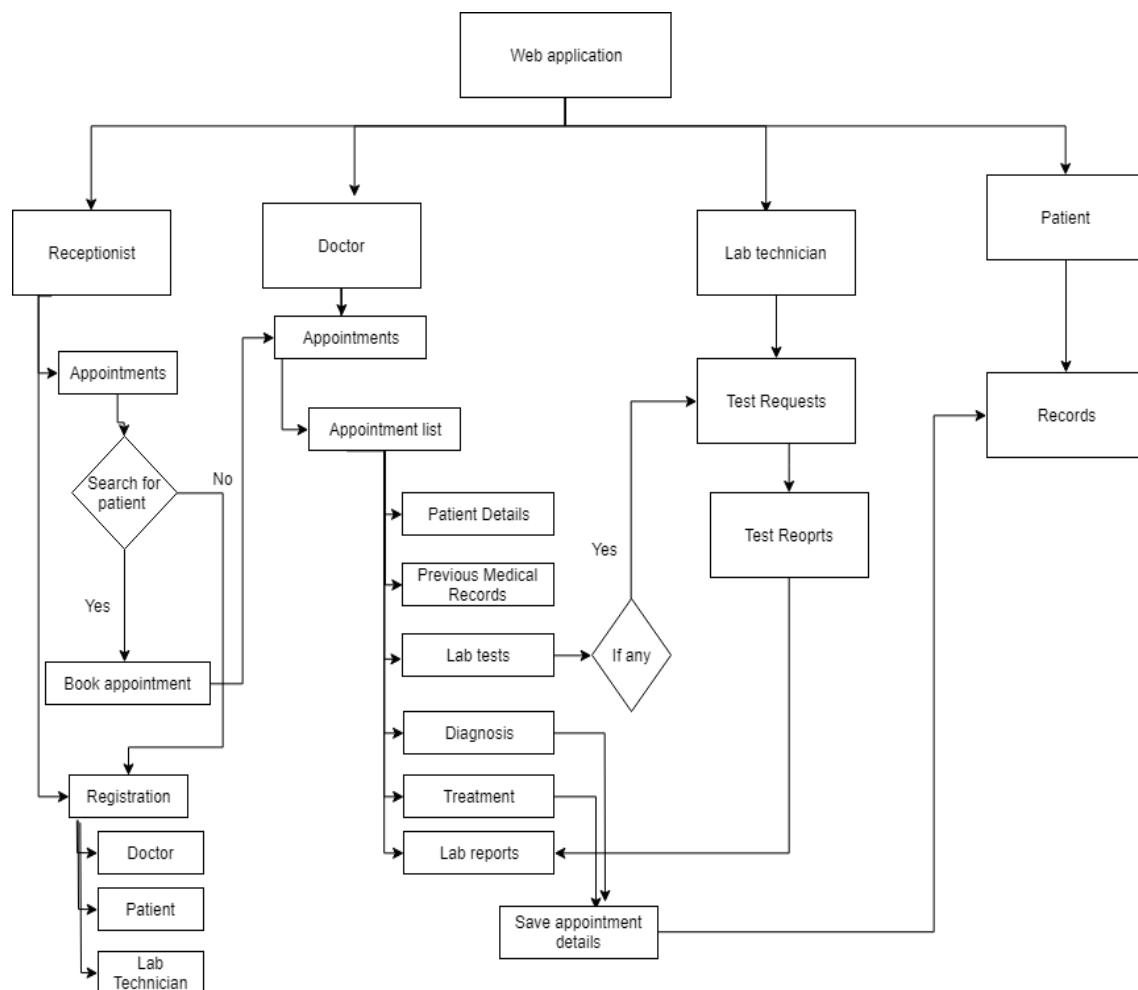 Web application
Receptionist
Doctor
Lab technician
Patient
Appointments
Appointments
Test Requests
Records
Appointment list
Search for
patient
No
Yes
Book appointment
Patient Details
Previous Medical
Records
Lab tests
If any
Yes
Test Reoprts
Diagnosis
Treatment
Lab reports
Registration
Doctor
Patient
Lab
Technician
Save appointment
details